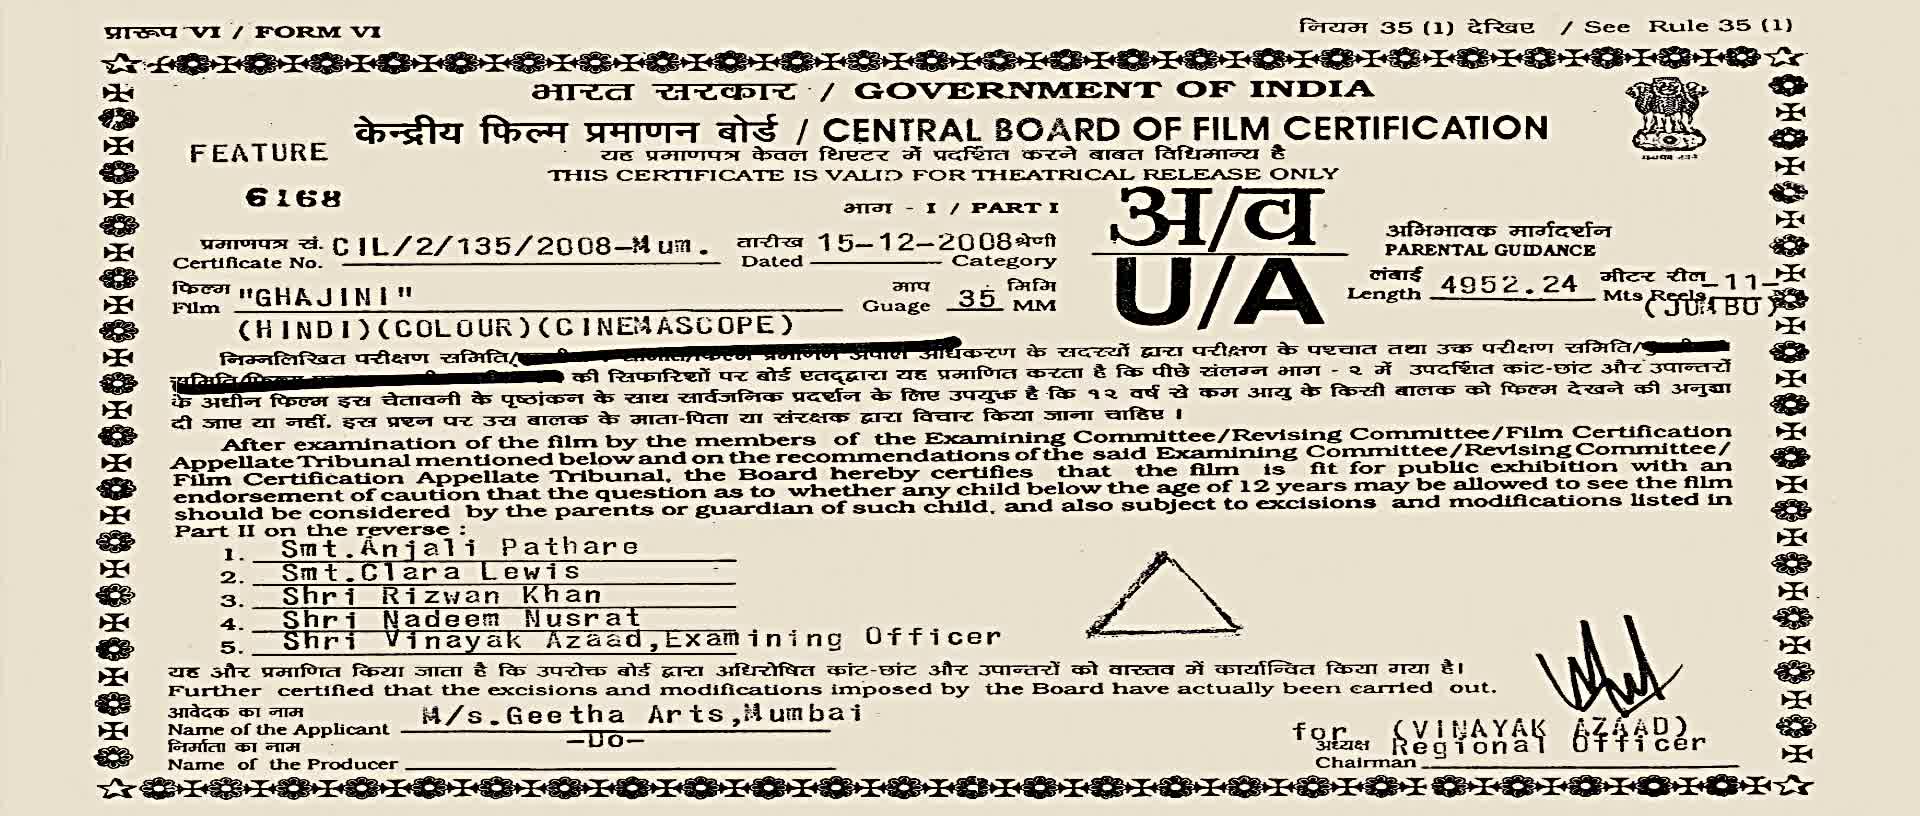 प्रारूप VI / FORM VI
नियम 35 (1) देखिए / See Rule 35 (1)
भारत सरकार / GOVERNMENT OF INDIA
केन्द्रीय फिल्म प्रमाणन बोर्ड / CENTRAL BOARD OF FILM CERTIFICATION
FEATURE
यह प्रमाणपत्र केवल थिएटर में प्रदर्शित करने बाबत विधिमान्य है
THIS CERTIFICATE IS VALID FOR THEATRICAL RELEASE ONLY
6168
भाग - I / PART I
अ/व
U/A
अभिभावक मार्गदर्शन
PARENTAL GUIDANCE
प्रमाणपत्र सं. CIL/2/135/2008-Mum. तारीख 15-12-2008 श्रेणी
Certificate No. Dated Category
फिल्म "GHAJINI" माप 35 मिमि
Film Guage MM
लंबाई 4952.24 मीटर रील -11-
Length Mts Reels (JUMBO)
(HINDI)(COLOUR)(CINEMASCOPE)
निम्नलिखित परीक्षण समिति/ अधिकरण के सदस्यों द्वारा परीक्षण के पश्चात तथा उक्त परीक्षण समिति/
की सिफारिशों पर बोर्ड एतद्द्वारा यह प्रमाणित करता है कि पीछे संलग्न भाग - २ में उपदर्शित कांट-छांट और उपान्तरों
के अधीन फिल्म इस चेतावनी के पृष्ठांकन के साथ सार्वजनिक प्रदर्शन के लिए उपयुक्त है कि १२ वर्ष से कम आयु के किसी बालक को फिल्म देखने की अनुज्ञा
दी जाए या नहीं, इस प्रश्न पर उस बालक के माता-पिता या संरक्षक द्वारा विचार किया जाना चाहिए ।
After examination of the film by the members of the Examining Committee/Revising Committee/Film Certification
Appellate Tribunal mentioned below and on the recommendations of the said Examining Committee/Revising Committee/
Film Certification Appellate Tribunal, the Board hereby certifies that the film is fit for public exhibition with an
endorsement of caution that the question as to whether any child below the age of 12 years may be allowed to see the film
should be considered by the parents or guardian of such child, and also subject to excisions and modifications listed in
Part II on the reverse :
1. Smt.Anjali Pathare
2. Smt.Clara Lewis
3. Shri Rizwan Khan
4. Shri Nadeem Nusrat
5. Shri Vinayak Azaad,Examining Officer
यह और प्रमाणित किया जाता है कि उपरोक्त बोर्ड द्वारा अधिरोषित कांट-छांट और उपान्तरों को वास्तव में कार्यान्वित किया गया है।
Further certified that the excisions and modifications imposed by the Board have actually been carried out.
आवेदक का नाम M/s.Geetha Arts,Mumbai
Name of the Applicant
निर्माता का नाम -Do-
Name of the Producer
for (VINAYAK AZAAD)
अध्यक्ष Regional Officer
Chairman